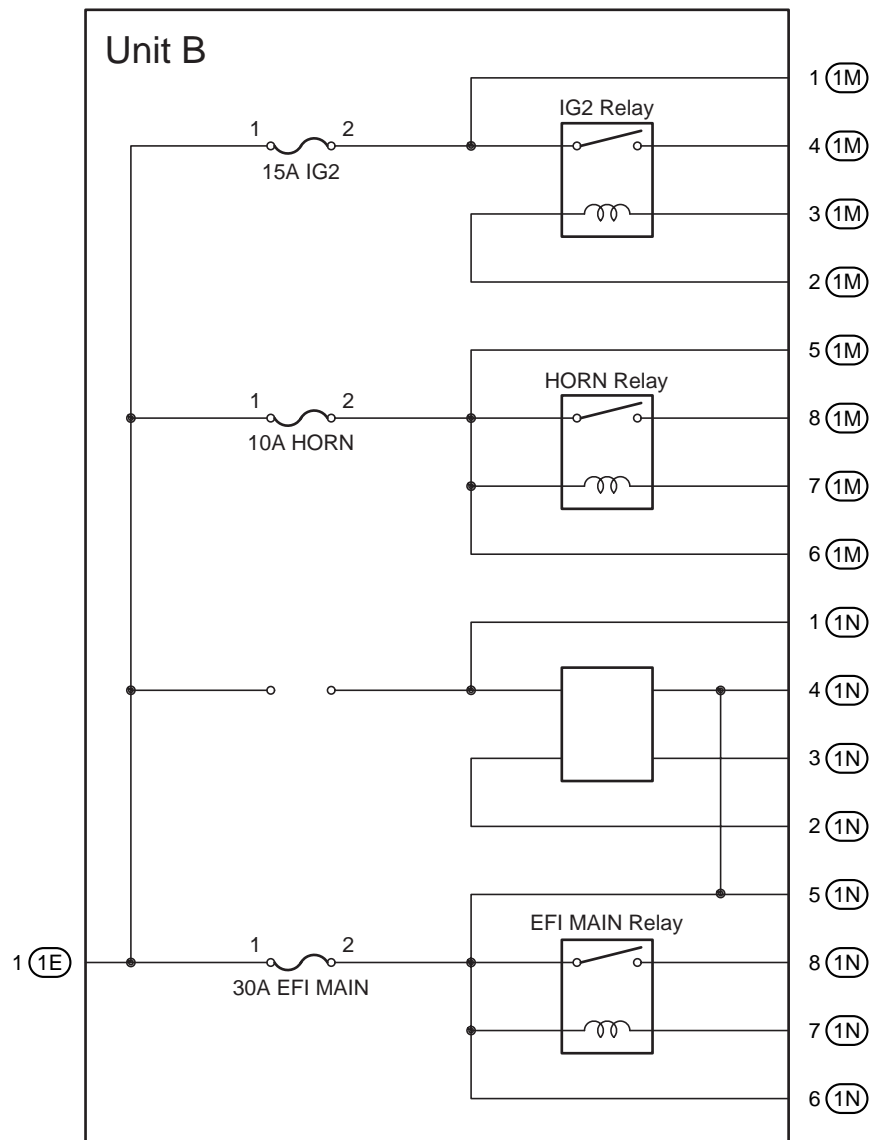 Unit B
1 1M
IG2 Relay
1 2
4 1M
15A IG2
3 1M
2 1M
5 1M
HORN Relay
1 2
8 1M
10A HORN
7 1M
6 1M
1 1N
4 1N
3 1N
2 1N
5 1N
EFI MAIN Relay
1 2
1 1E
8 1N
30A EFI MAIN
7 1N
6 1N